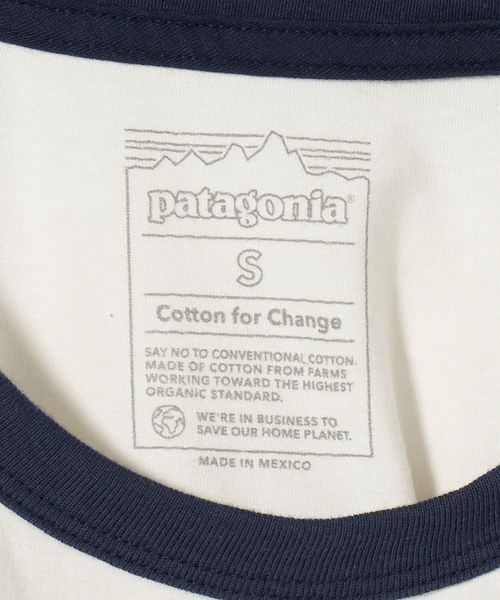 patagonia®
S
Cotton for Change
SAY NO TO CONVENTIONAL COTTON.
MADE OF COTTON FROM FARMS
WORKING TOWARD THE HIGHEST
ORGANIC STANDARD.
WE'RE IN BUSINESS TO
SAVE OUR HOME PLANET.
MADE IN MEXICO